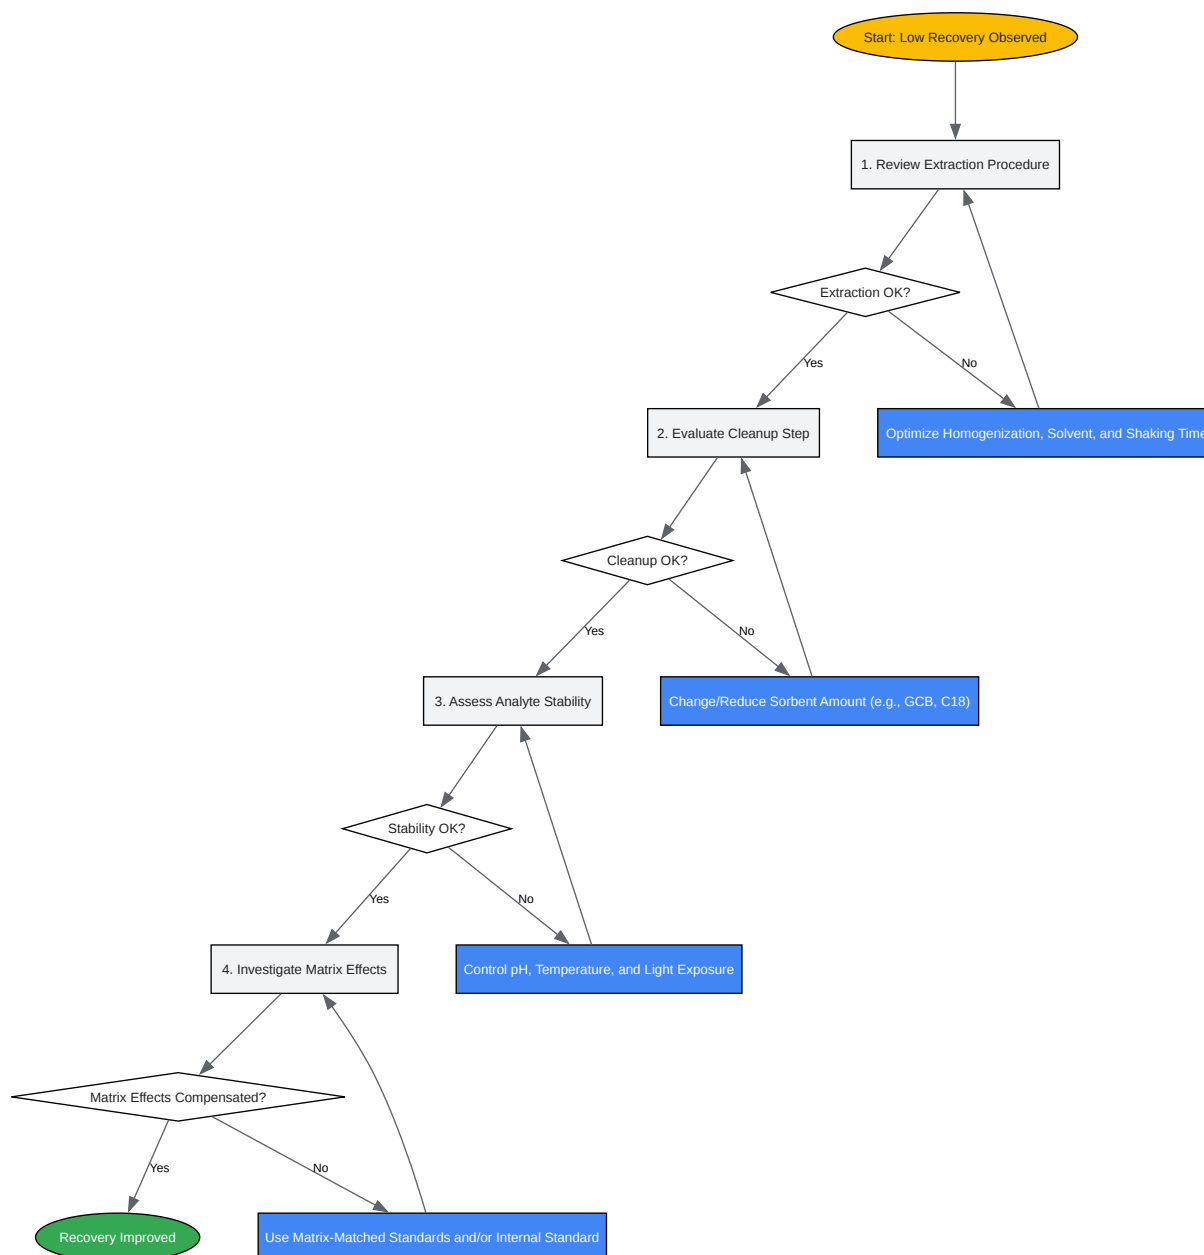 Start: Low Recovery Observed
1. Review Extraction Procedure
Extraction OK?
Yes
No
2. Evaluate Cleanup Step
Optimize Homogenization, Solvent, and Shaking Time
Cleanup OK?
Yes
No
3. Assess Analyte Stability
Change/Reduce Sorbent Amount (e.g., GCB, C18)
Stability OK?
Yes
No
4. Investigate Matrix Effects
Control pH, Temperature, and Light Exposure
Matrix Effects Compensated?
Yes
No
Recovery Improved
Use Matrix-Matched Standards and/or Internal Standard